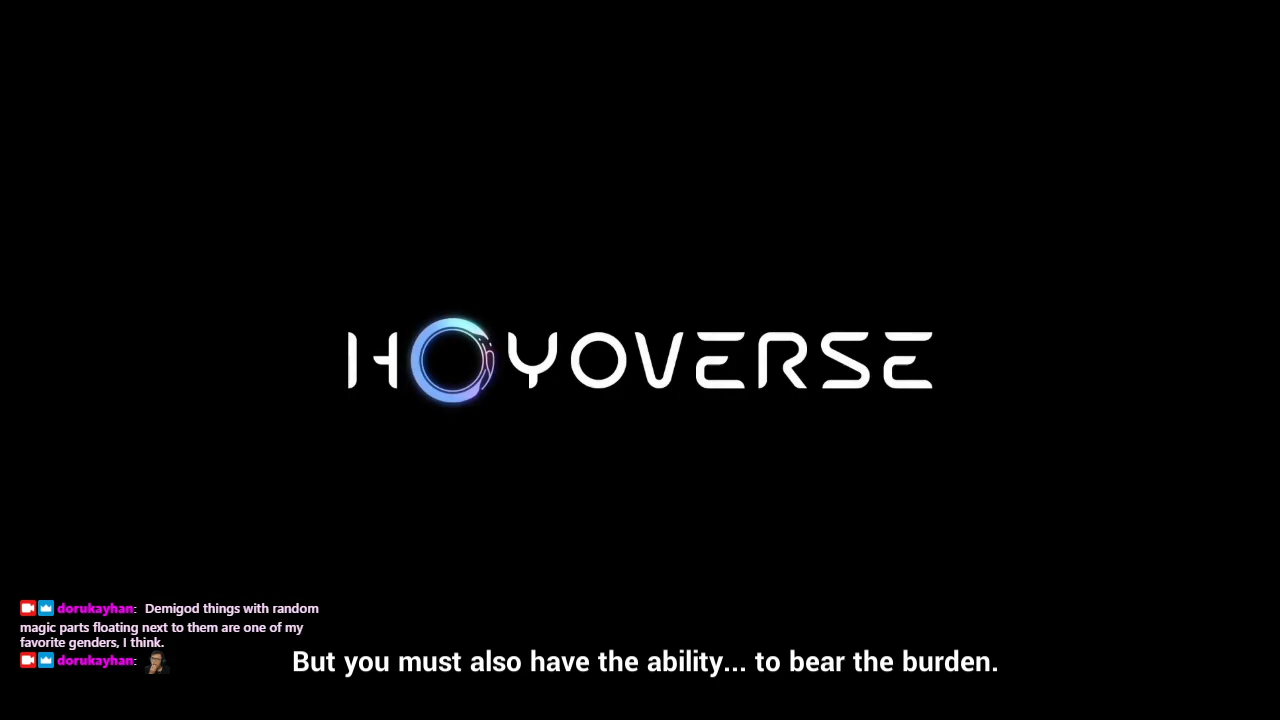 HOYOVERSE
dorukayhan: Demigod things with random
magic parts floating next to them are one of my
favorite genders, I think.
dorukayhan:
But you must also have the ability... to bear the burden.